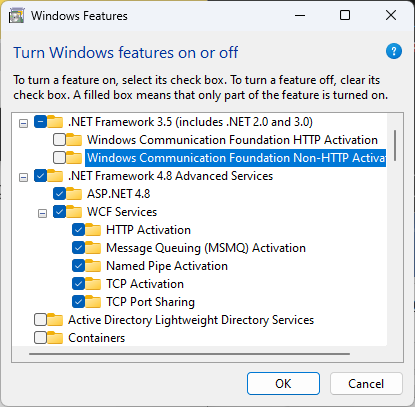 Windows Features
Turn Windows features on or off
?
To turn a feature on, select its check box. To turn a feature off, clear its
check box. A filled box means that only part of the feature is turned on.
.NET Framework 3.5 (includes .NET 2.0 and 3.0)
Windows Communication Foundation HTTP Activation
Windows Communication Foundation Non-HTTP Activa
.NET Framework 4.8 Advanced Services
ASP.NET 4.8
WCF Services
HTTP Activation
Message Queuing (MSMQ) Activation
Named Pipe Activation
TCP Activation
TCP Port Sharing
Active Directory Lightweight Directory Services
Containers
OK
Cancel